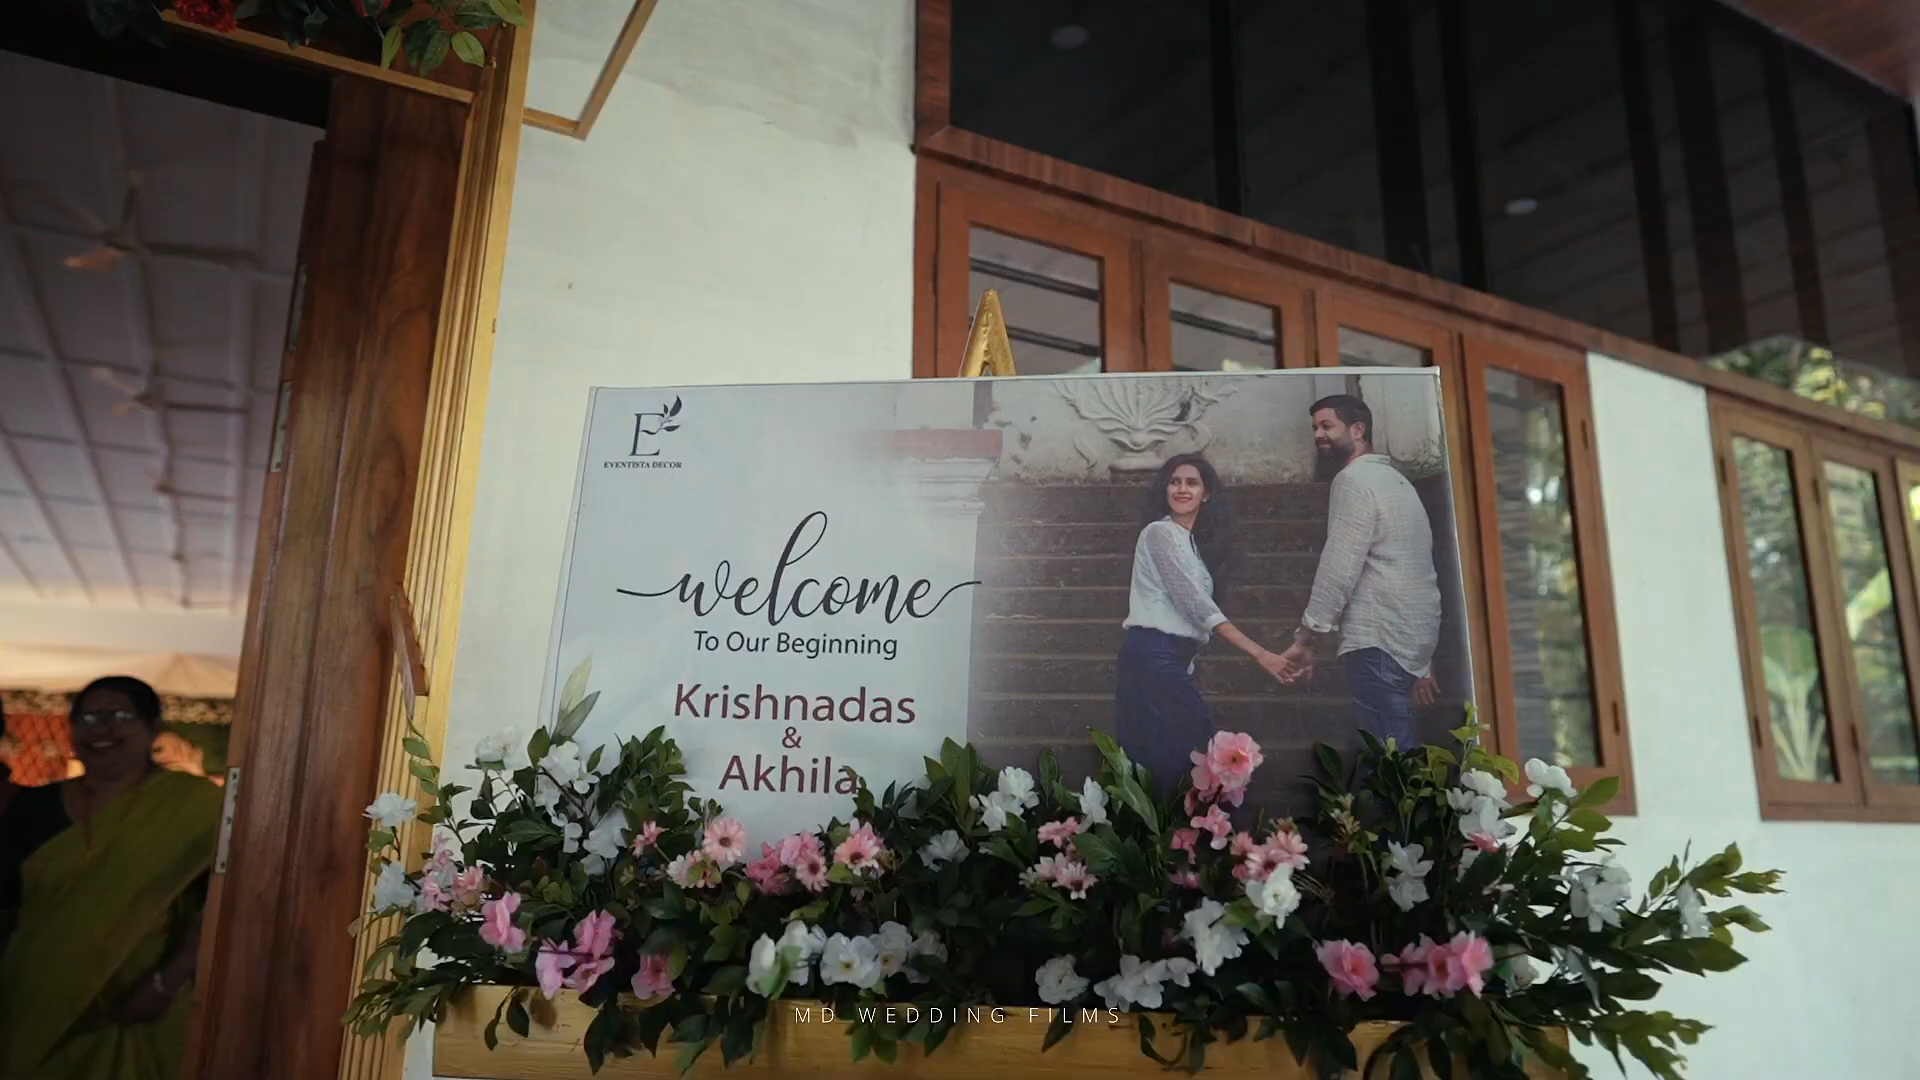 E
EVENTISTA DECOR
welcome
To Our Beginning
Krishnadas
&
Akhila
MD WEDDING FILMS